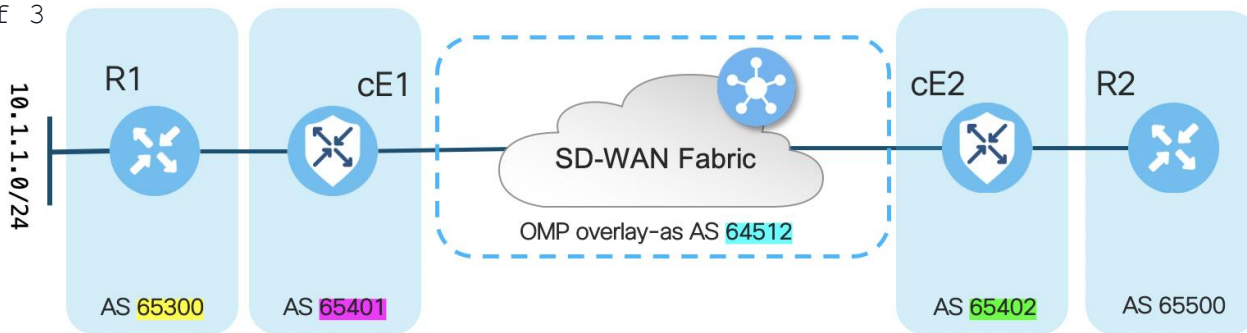 E 3
R1
cE1
cE2
R2
10.1.1.0/24
SD-WAN Fabric
OMP overlay-as AS 64512
AS 65300
AS 65401
AS 65402
AS 65500